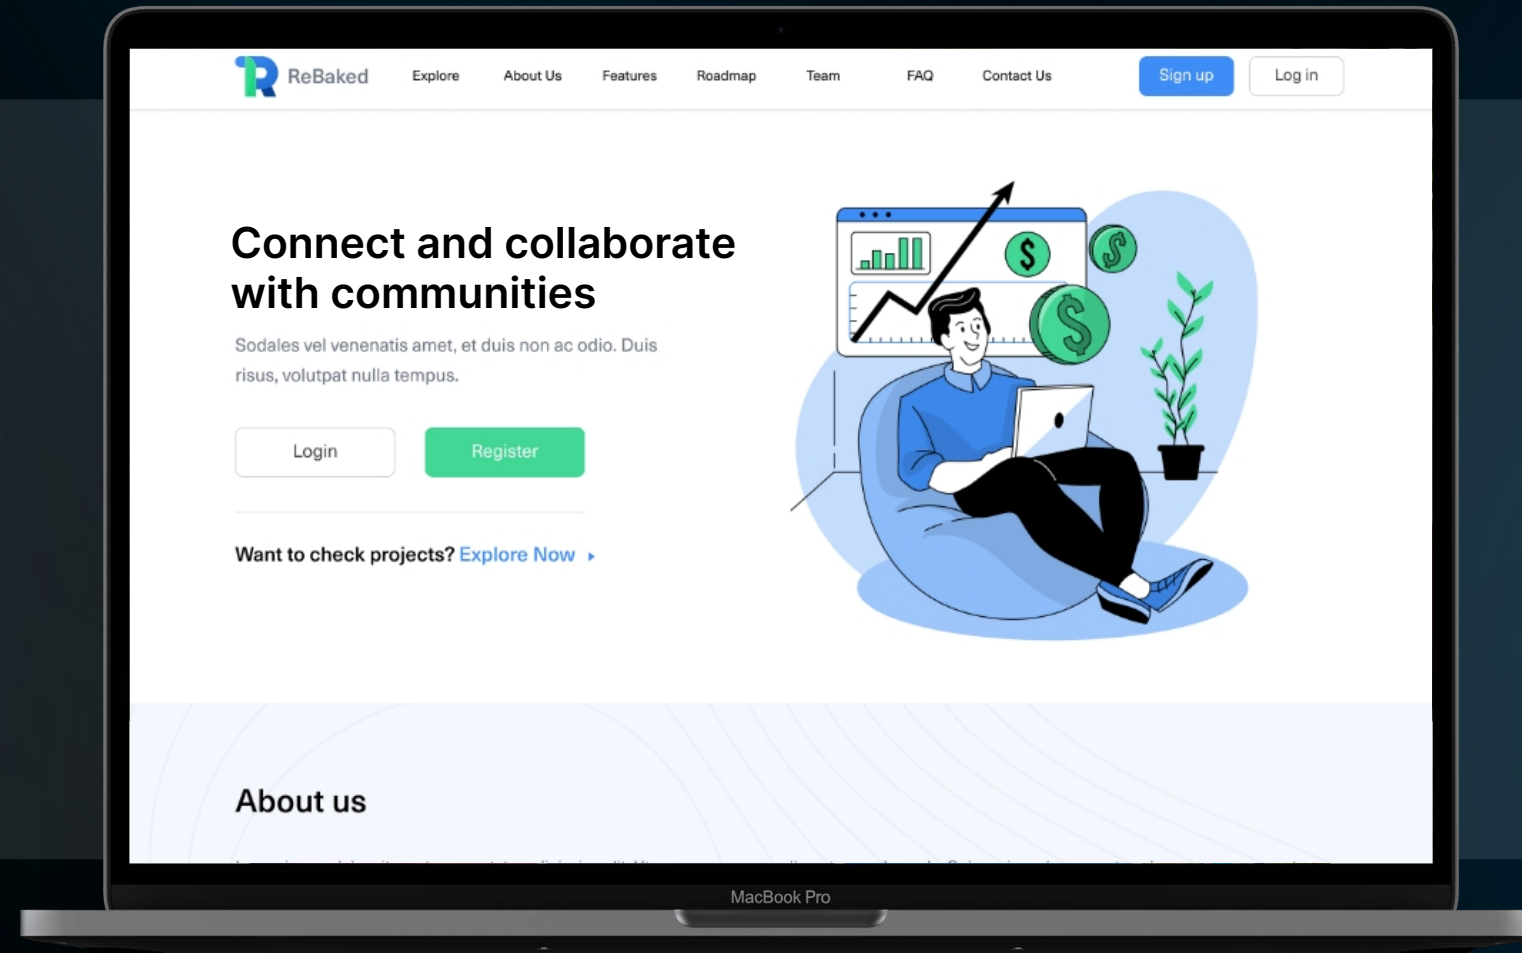 ReBaked
Explore
About Us
Features
Roadmap
Team
FAQ
Contact Us
Sign up
Log in
Connect and collaborate
with communities
Sodales vel venenatis amet, et duis non ac odio. Duis
risus, volutpat nulla tempus.
Login
Register
Want to check projects? Explore Now
$
$
$
About us
MacBook Pro